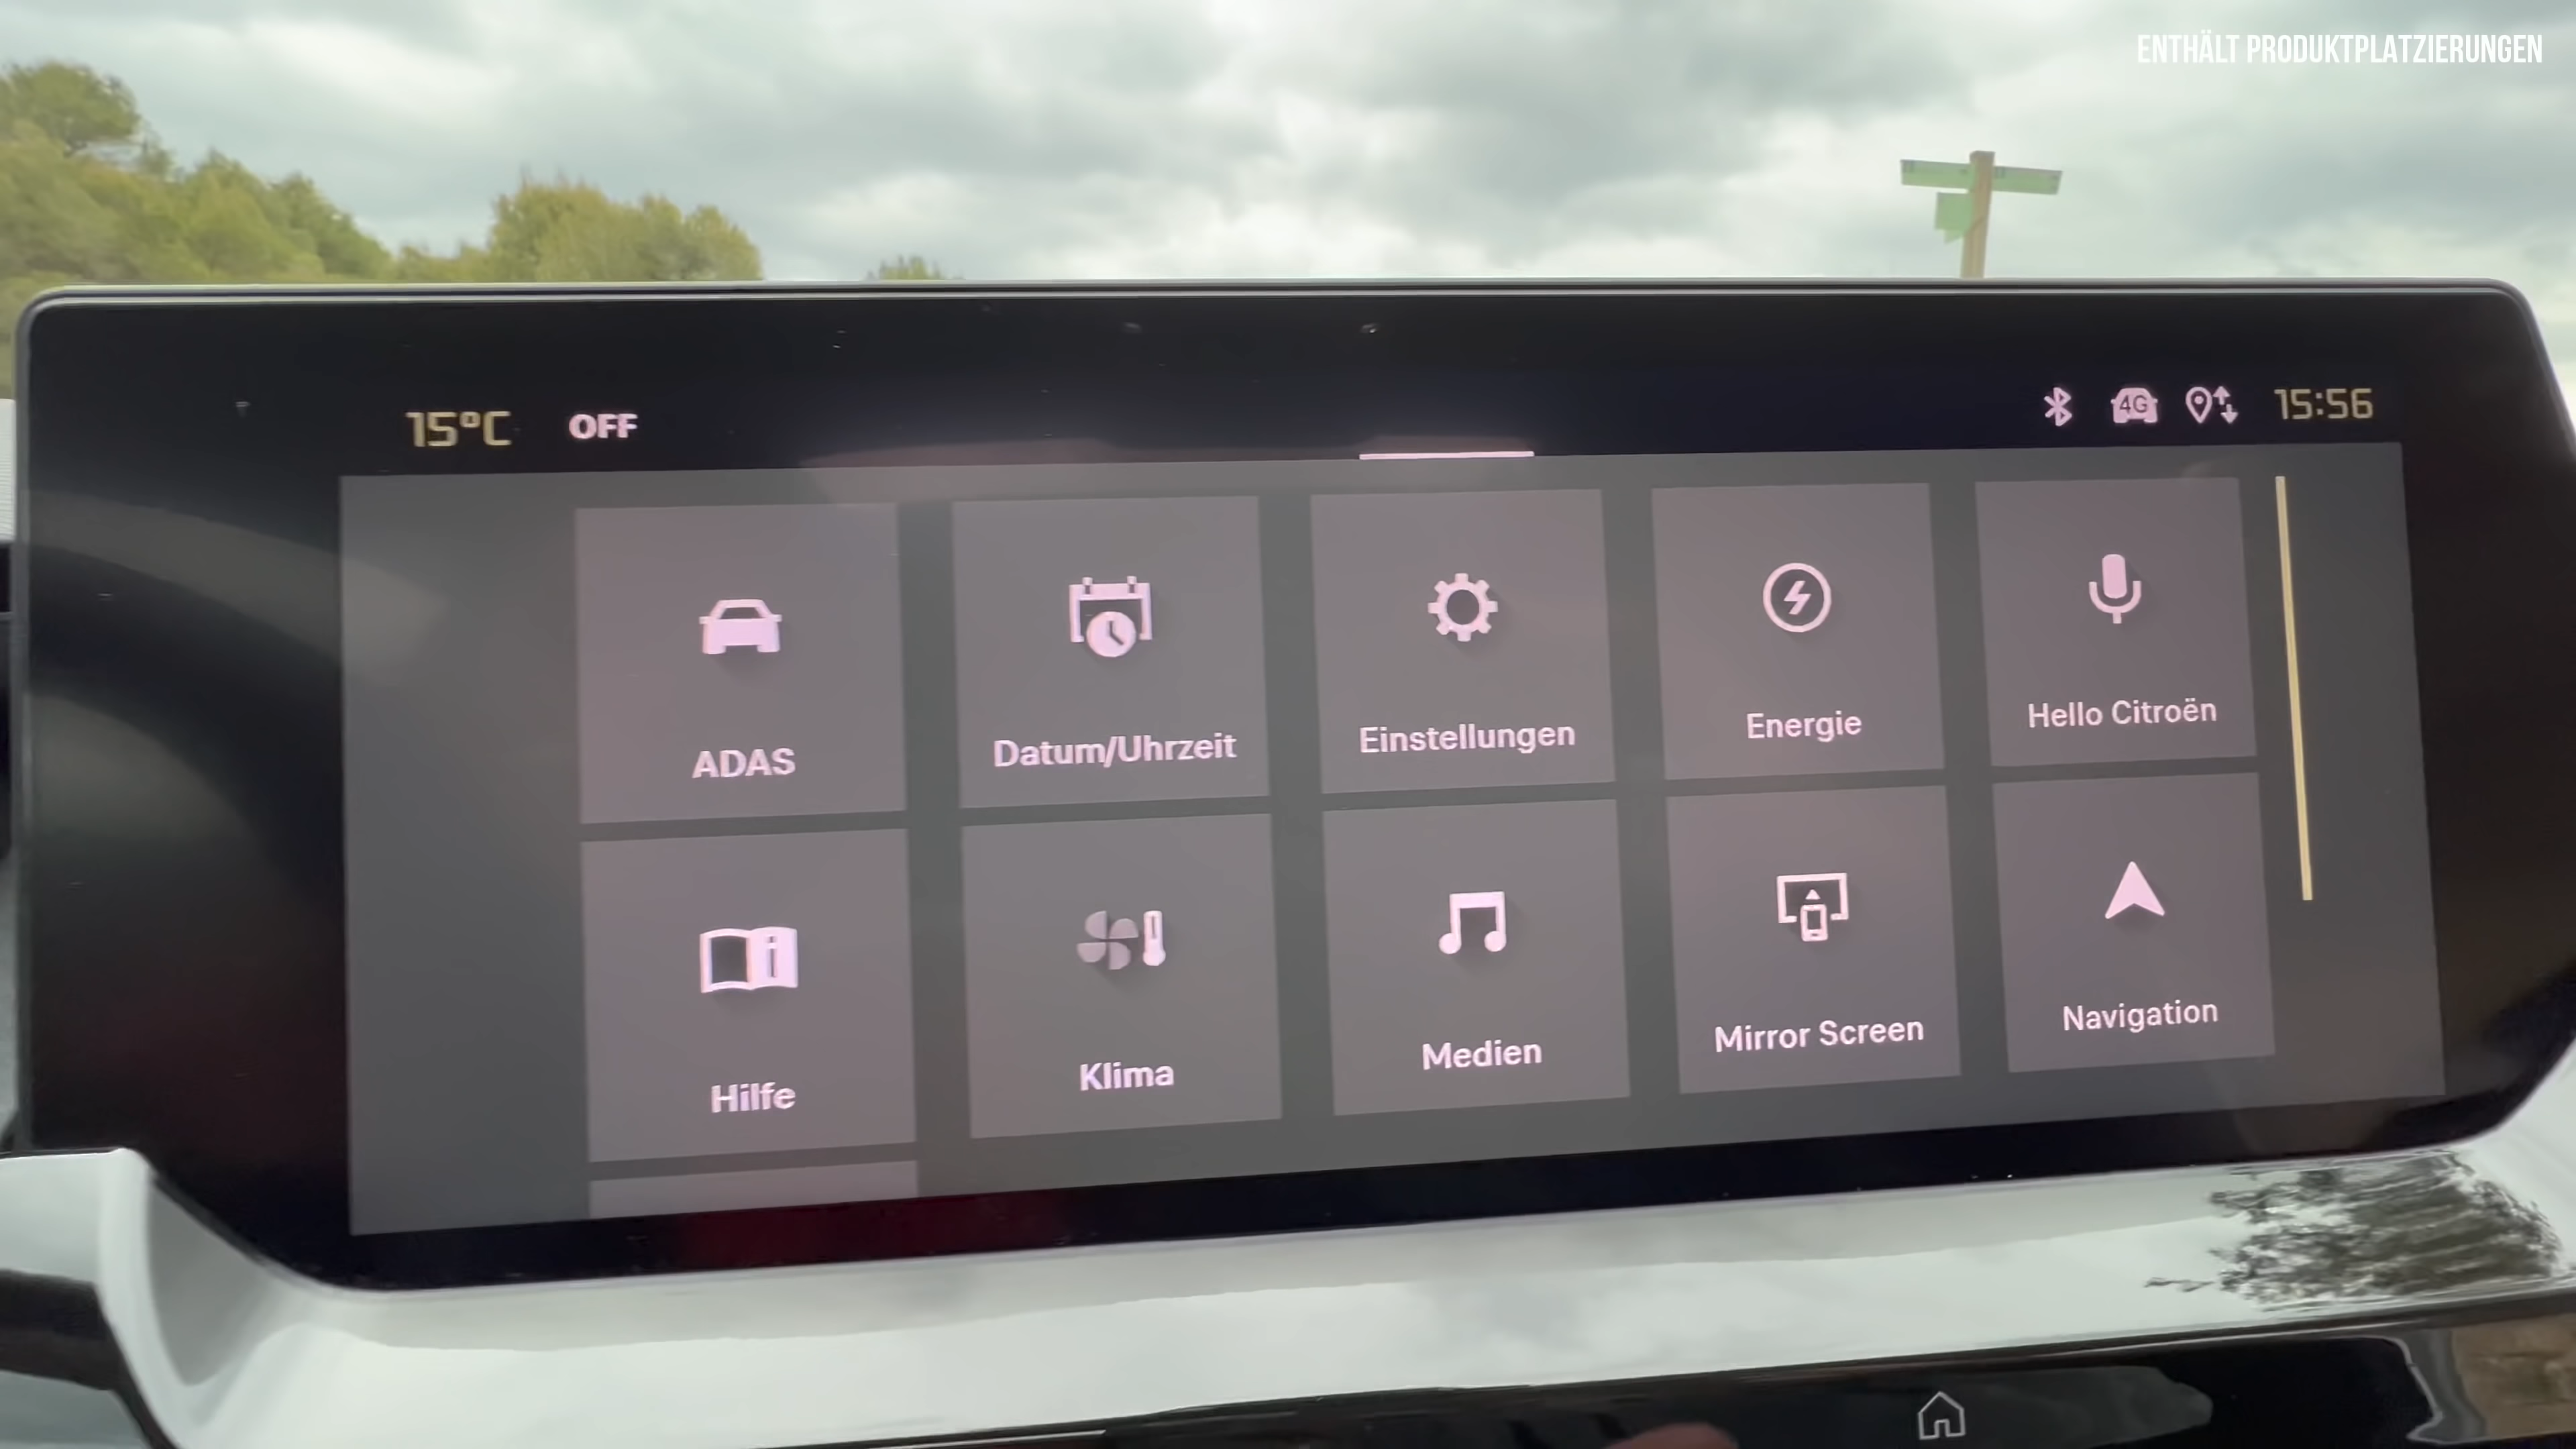 ENTHÄLT PRODUKTPLATZIERUNGEN
15°C OFF 4G 15:56
ADAS
Datum/Uhrzeit
Einstellungen
Energie
Hello Citroën
Hilfe
Klima
Medien
Mirror Screen
Navigation